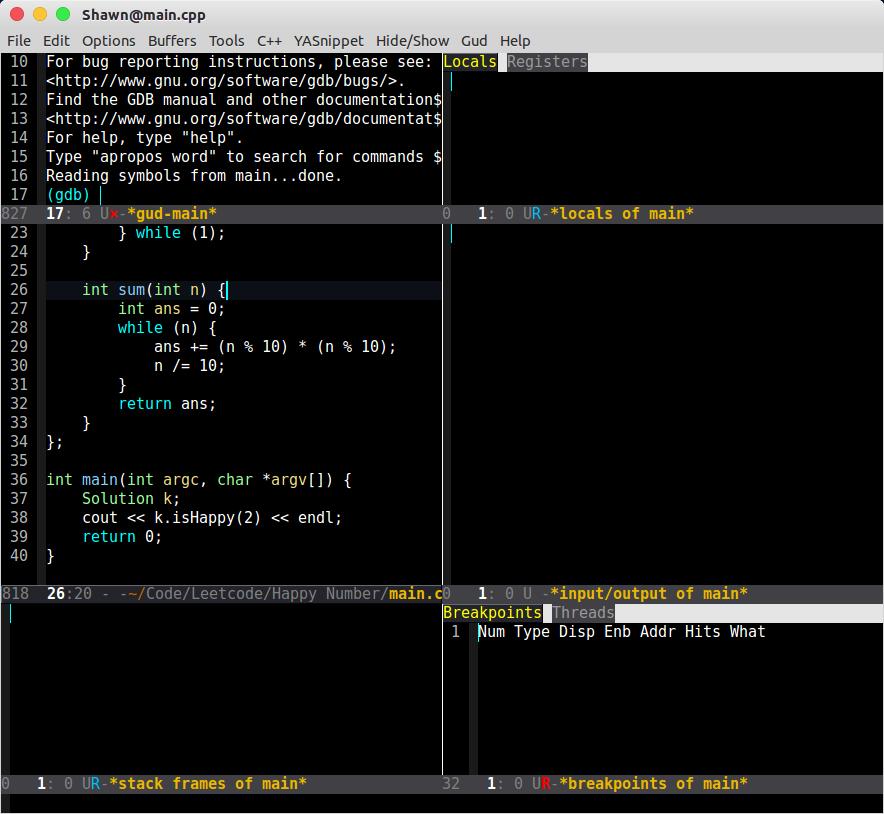 Shawn@main.cpp
File Edit Options Buffers Tools C++ YASnippet Hide/Show Gud Help
10 For bug reporting instructions, please see:
11 <http://www.gnu.org/software/gdb/bugs/>.
12 Find the GDB manual and other documentation$
13 <http://www.gnu.org/software/gdb/documentat$
14 For help, type "help".
15 Type "apropos word" to search for commands $
16 Reading symbols from main...done.
17 (gdb)
827 17: 6 U×-*gud-main*
Locals Registers
0 1: 0 UR-*locals of main*
23         } while (1);
24     }
25
26     int sum(int n) {
27         int ans = 0;
28         while (n) {
29             ans += (n % 10) * (n % 10);
30             n /= 10;
31         }
32         return ans;
33     }
34 };
35
36 int main(int argc, char *argv[]) {
37     Solution k;
38     cout << k.isHappy(2) << endl;
39     return 0;
40 }
818 26:20 - -~/Code/Leetcode/Happy Number/main.c
0 1: 0 U -*input/output of main*
0 1: 0 UR-*stack frames of main*
Breakpoints Threads
1 Num Type Disp Enb Addr Hits What
32 1: 0 UR-*breakpoints of main*